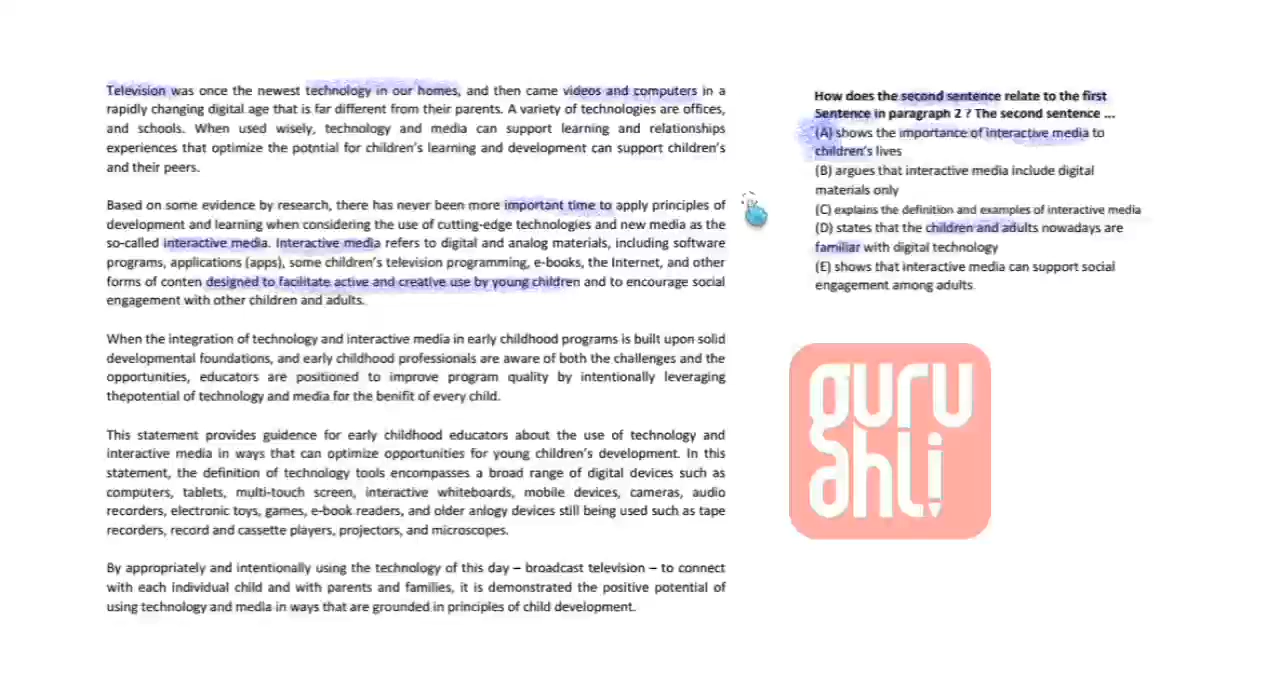 Television was once the newest technology in our homes, and then came videos and computers in a
rapidly changing digital age that is far different from their parents. A variety of technologies are offices,
and schools. When used wisely, technology and media can support learning and relationships
experiences that optimize the potntial for children's learning and development can support children's
and their peers.
Based on some evidence by research, there has never been more important time to apply principles of
development and learning when considering the use of cutting-edge technologies and new media as the
so-called interactive media. Interactive media refers to digital and analog materials, including software
programs, applications (apps), some children's television programming, e-books, the Internet, and other
forms of conten designed to facilitate active and creative use by young children and to encourage social
engagement with other children and adults.
When the integration of technology and interactive media in early childhood programs is built upon solid
developmental foundations, and early childhood professionals are aware of both the challenges and the
opportunities, educators are positioned to improve program quality by intentionally leveraging
thepotential of technology and media for the benifit of every child.
This statement provides guidence for early childhood educators about the use of technology and
interactive media in ways that can optimize opportunities for young children's development. In this
statement, the definition of technology tools encompasses a broad range of digital devices such as
computers, tablets, multi-touch screen, interactive whiteboards, mobile devices, cameras, audio
recorders, electronic toys, games, e-book readers, and older anlogy devices still being used such as tape
recorders, record and cassette players, projectors, and microscopes.
By appropriately and intentionally using the technology of this day – broadcast television – to connect
with each individual child and with parents and families, it is demonstrated the positive potential of
using technology and media in ways that are grounded in principles of child development.
How does the second sentence relate to the first
Sentence in paragraph 2 ? The second sentence ...
(A) shows the importance of interactive media to
children's lives
(B) argues that interactive media include digital
materials only
(C) explains the definition and examples of interactive media
(D) states that the children and adults nowadays are
familiar with digital technology
(E) shows that interactive media can support social
engagement among adults.
guru
ahli